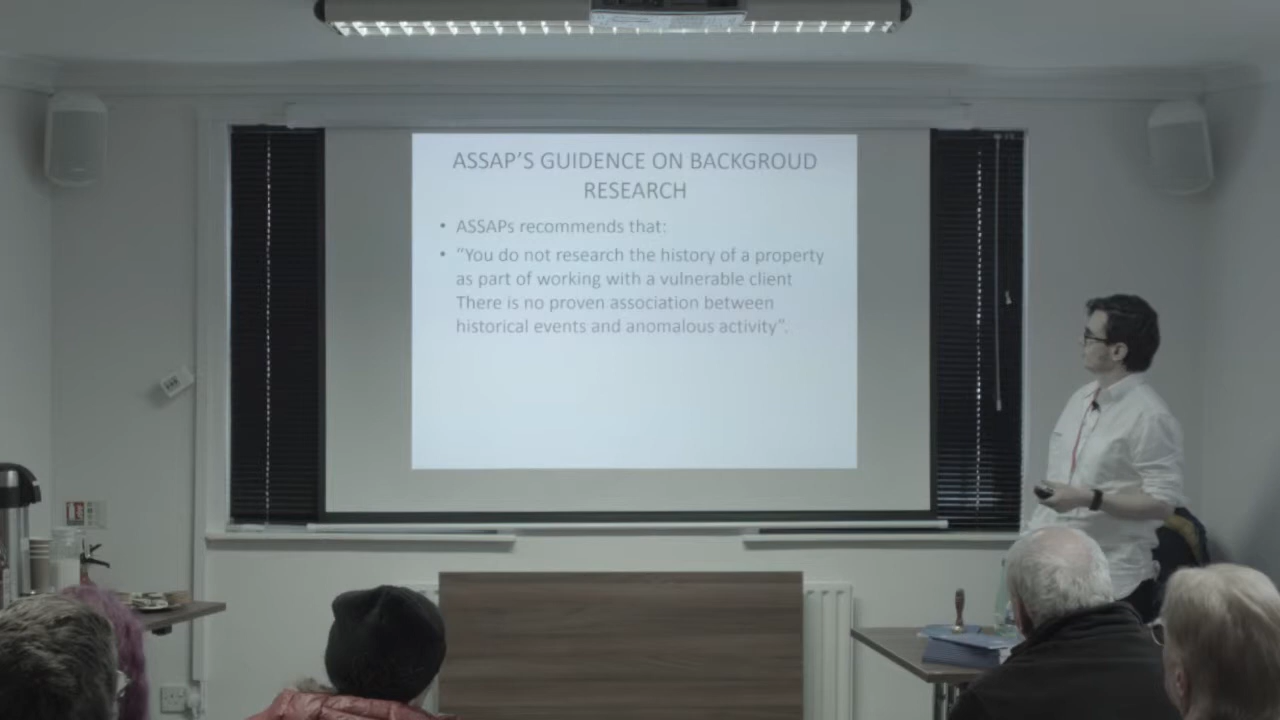 ASSAP'S GUIDENCE ON BACKGROUD
RESEARCH
• ASSAPs recommends that:
• "You do not research the history of a property
as part of working with a vulnerable client
There is no proven association between
historical events and anomalous activity".